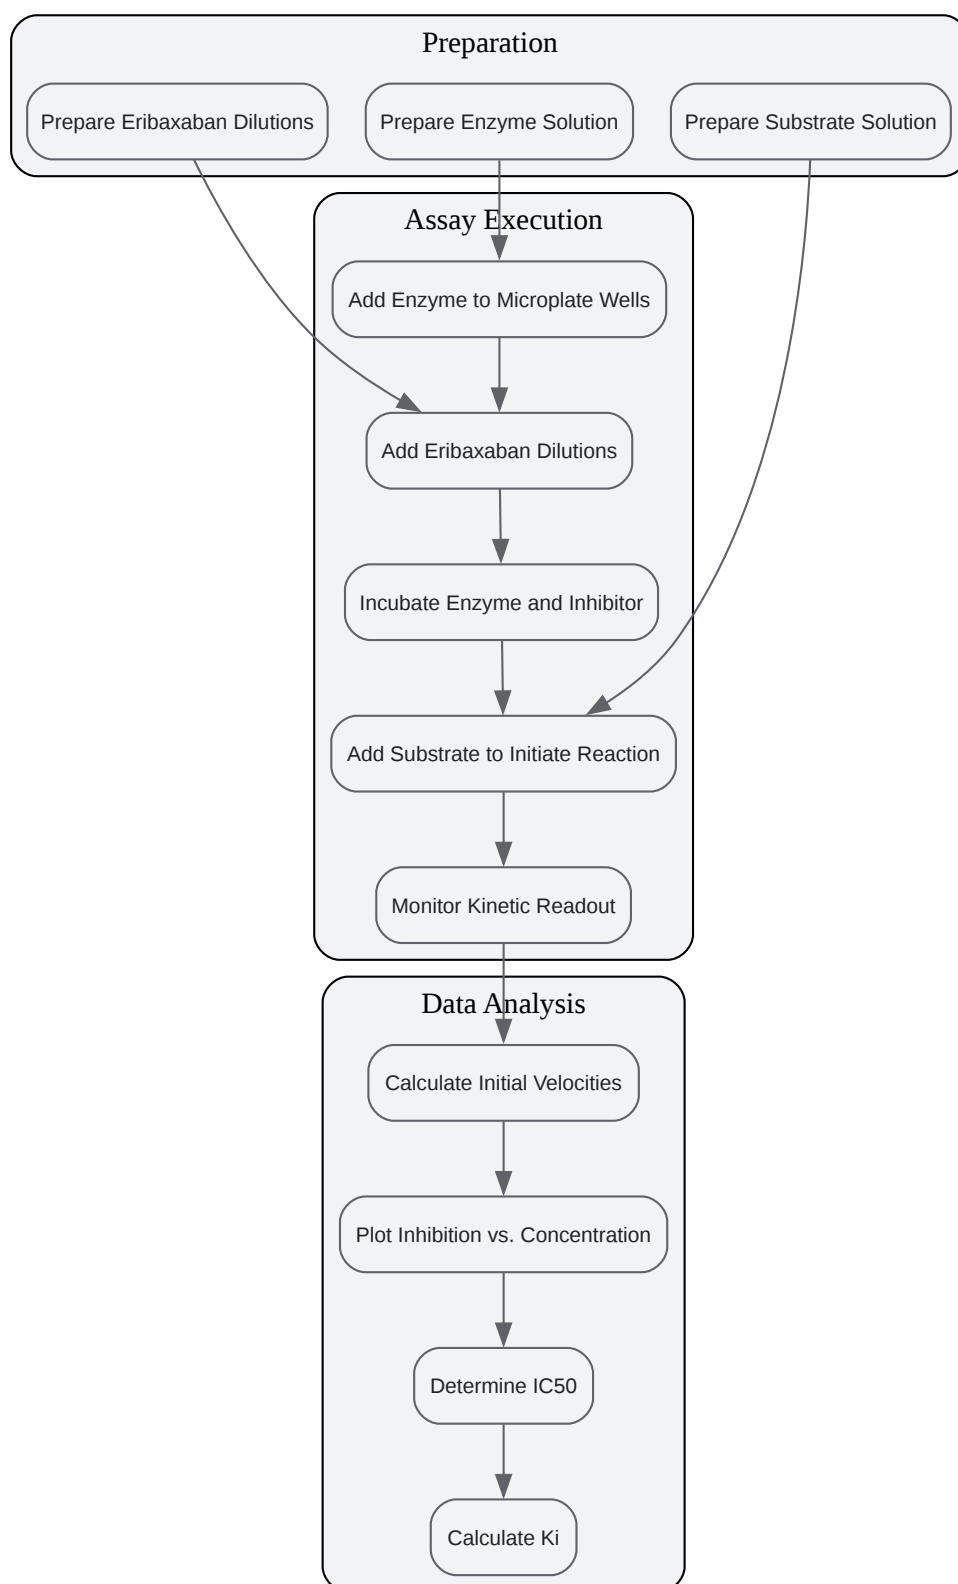 Preparation
Prepare Eribaxaban Dilutions
Prepare Enzyme Solution
Prepare Substrate Solution
Assay Execution
Add Enzyme to Microplate Wells
Add Eribaxaban Dilutions
Incubate Enzyme and Inhibitor
Add Substrate to Initiate Reaction
Monitor Kinetic Readout
Data Analysis
Calculate Initial Velocities
Plot Inhibition vs. Concentration
Determine IC50
Calculate Ki